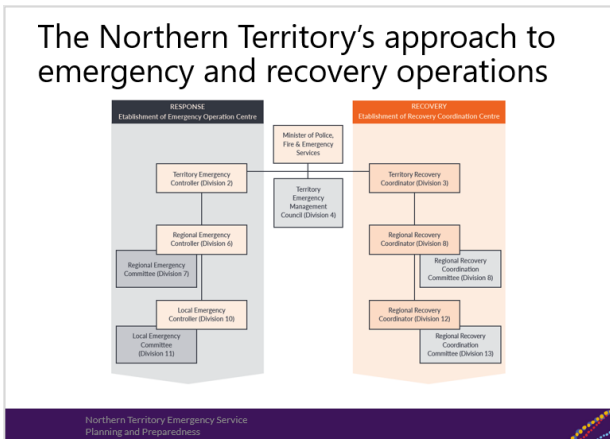 The Northern Territory's approach to
emergency and recovery operations
RESPONSE
Etablishment of Emergency Operation Centre
RECOVERY
Etablishment of Recovery Coordination Centre
Minister of Police,
Fire & Emergency
Services
Territory Emergency
Controller (Division 2)
Territory Recovery
Coordinator (Division 3)
Territory
Emergency
Management
Council (Division 4)
Regional Emergency
Controller (Division 6)
Regional Recovery
Coordinator (Division 8)
Regional Emergency
Committee (Division 7)
Regional Recovery
Coordination
Committee (Division 8)
Local Emergency
Controller (Division 10)
Regional Recovery
Coordinator (Division 12)
Local Emergency
Committee
(Division 11)
Regional Recovery
Coordination
Committee (Division 13)
Northern Territory Emergency Service
Planning and Preparedness